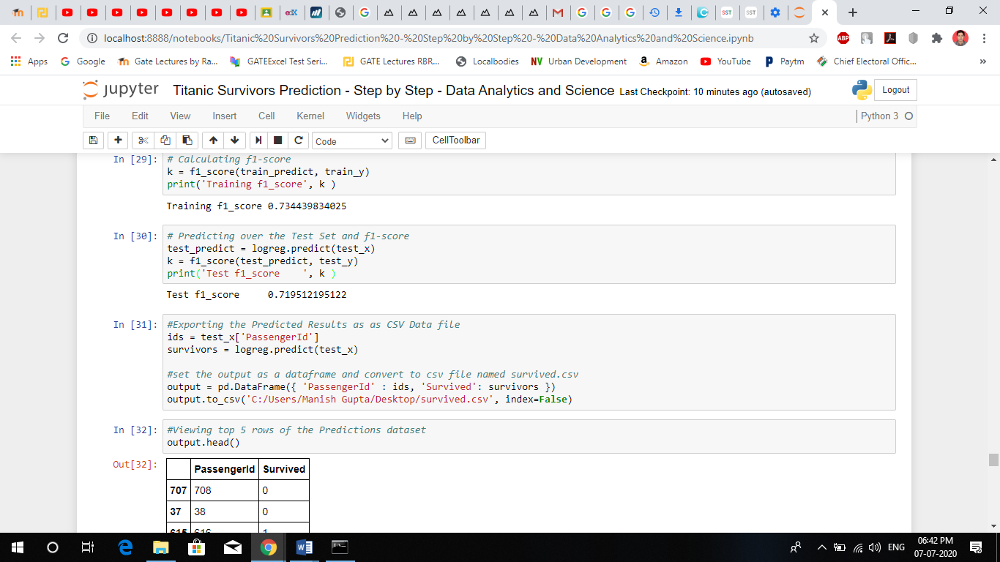 localhost:8888/notebooks/Titanic%20Survivors%20Prediction%20-%20Step%20by%20Step%20-%20Data%20Analytics%20and%20Science.ipynb
ABP
Apps Google Gate Lectures by Ra... GATEExcel Test Seri... GATE Lectures RBR... Localbodies NV Urban Development Amazon YouTube Paytm Chief Electoral Offic... »
jupyter Titanic Survivors Prediction - Step by Step - Data Analytics and Science Last Checkpoint: 10 minutes ago (autosaved) Logout
File Edit View Insert Cell Kernel Widgets Help Python 3
Code CellToolbar
In [29]: # Calculating f1-score
k = f1_score(train_predict, train_y)
print('Training f1_score', k )
Training f1_score 0.734439834025
In [30]: # Predicting over the Test Set and f1-score
test_predict = logreg.predict(test_x)
k = f1_score(test_predict, test_y)
print('Test f1_score    ', k )
Test f1_score     0.719512195122
In [31]: #Exporting the Predicted Results as as CSV Data file
ids = test_x['PassengerId']
survivors = logreg.predict(test_x)
#set the output as a dataframe and convert to csv file named survived.csv
output = pd.DataFrame({ 'PassengerId' : ids, 'Survived': survivors })
output.to_csv('C:/Users/Manish Gupta/Desktop/survived.csv', index=False)
In [32]: #Viewing top 5 rows of the Predictions dataset
output.head()
Out[32]:
PassengerId Survived
707 708 0
37 38 0
615 616 1
ENG 06:42 PM
07-07-2020